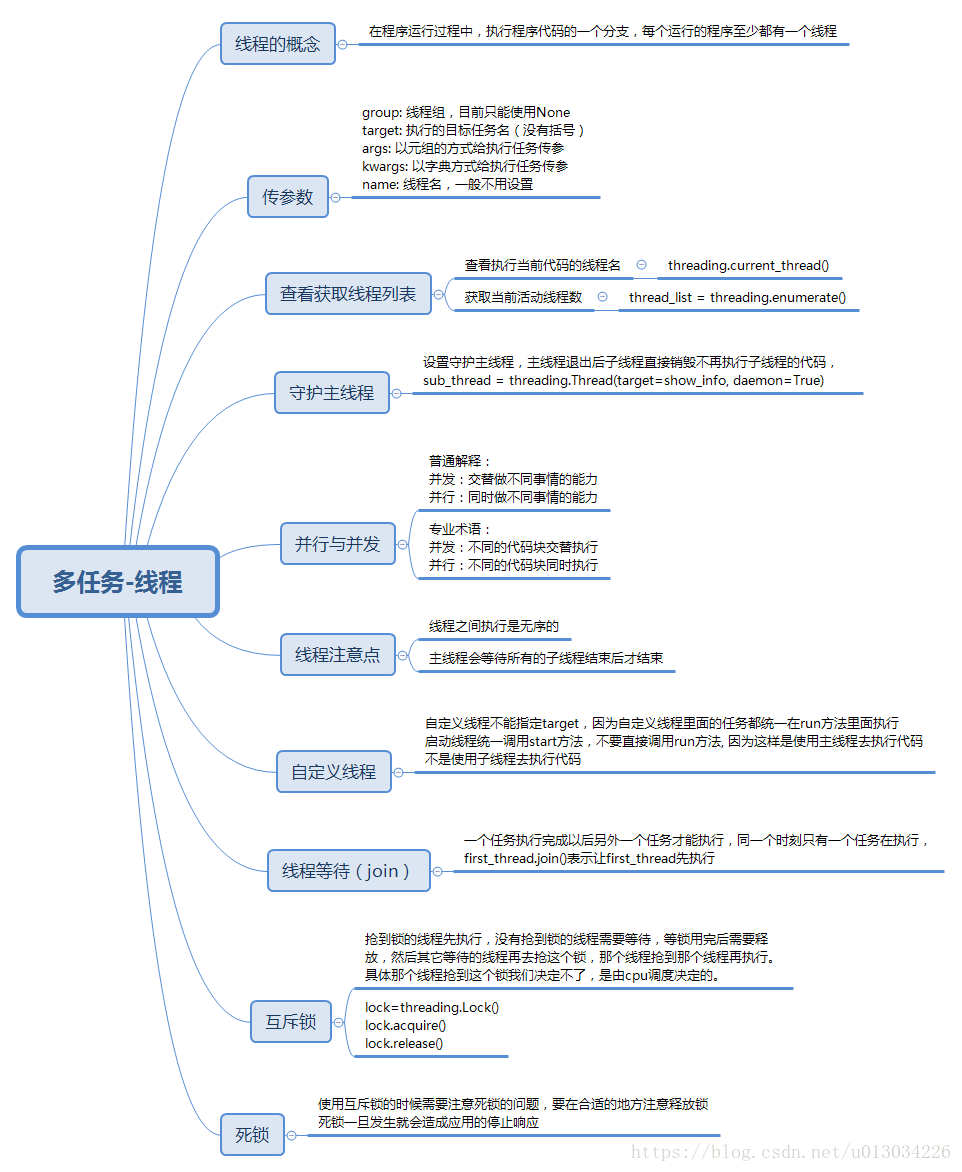 线程的概念
在程序运行过程中，执行程序代码的一个分支，每个运行的程序至少都有一个线程
传参数
group: 线程组，目前只能使用None
target: 执行的目标任务名（没有括号）
args: 以元组的方式给执行任务传参
kwargs: 以字典方式给执行任务传参
name: 线程名，一般不用设置
查看获取线程列表
查看执行当前代码的线程名
threading.current_thread()
获取当前活动线程数
thread_list = threading.enumerate()
守护主线程
设置守护主线程，主线程退出后子线程直接销毁不再执行子线程的代码，
sub_thread = threading.Thread(target=show_info, daemon=True)
并行与并发
普通解释：
并发：交替做不同事情的能力
并行：同时做不同事情的能力
专业术语：
并发：不同的代码块交替执行
并行：不同的代码块同时执行
多任务-线程
线程注意点
线程之间执行是无序的
主线程会等待所有的子线程结束后才结束
自定义线程
自定义线程不能指定target，因为自定义线程里面的任务都统一在run方法里面执行
启动线程统一调用start方法，不要直接调用run方法, 因为这样是使用主线程去执行代码
不是使用子线程去执行代码
线程等待（join）
一个任务执行完成以后另外一个任务才能执行，同一个时刻只有一个任务在执行，
first_thread.join()表示让first_thread先执行
互斥锁
抢到锁的线程先执行，没有抢到锁的线程需要等待，等锁用完后需要释
放，然后其它等待的线程再去抢这个锁，那个线程抢到那个线程再执行。
具体那个线程抢到这个锁我们决定不了，是由cpu调度决定的。
lock=threading.Lock()
lock.acquire()
lock.release()
死锁
使用互斥锁的时候需要注意死锁的问题，要在合适的地方注意释放锁
死锁一旦发生就会造成应用的停止响应
https://blog.csdn.net/u013034226